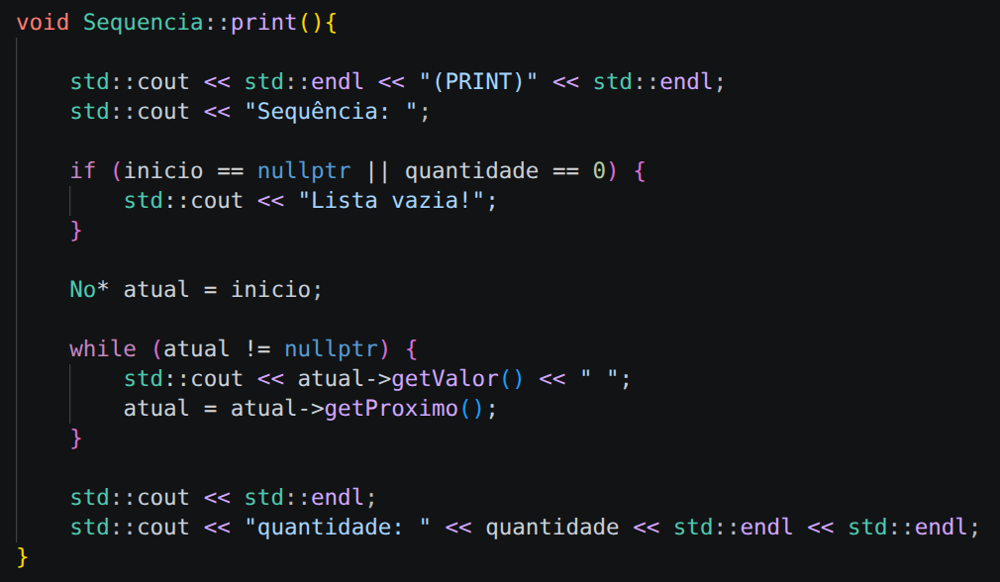 void Sequencia::print(){
std::cout << std::endl << "(PRINT)" << std::endl;
std::cout << "Sequência: ";
if (inicio == nullptr || quantidade == 0) {
std::cout << "Lista vazia!";
}
No* atual = inicio;
while (atual != nullptr) {
std::cout << atual->getValor() << " ";
atual = atual->getProximo();
}
std::cout << std::endl;
std::cout << "quantidade: " << quantidade << std::endl << std::endl;
}